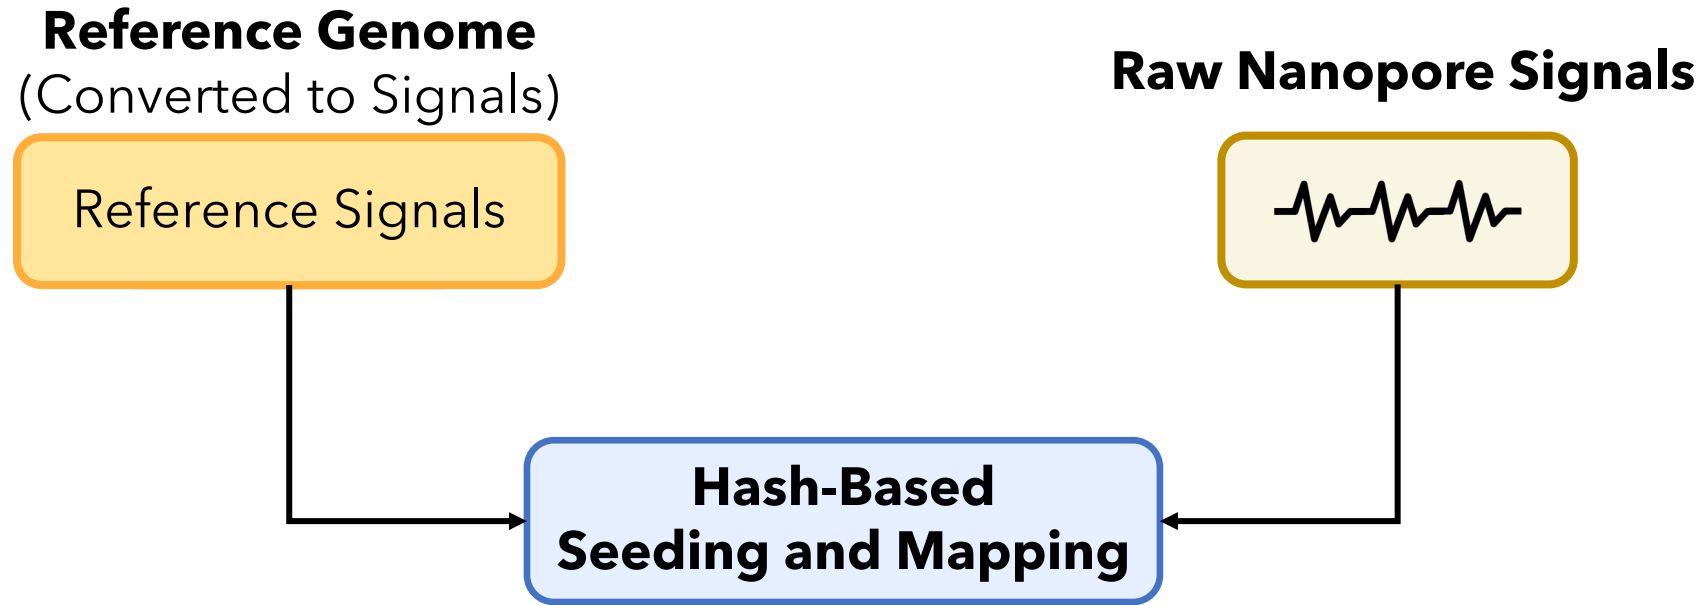 Reference Genome
(Converted to Signals)
Reference Signals
Raw Nanopore Signals
Hash-Based
Seeding and Mapping